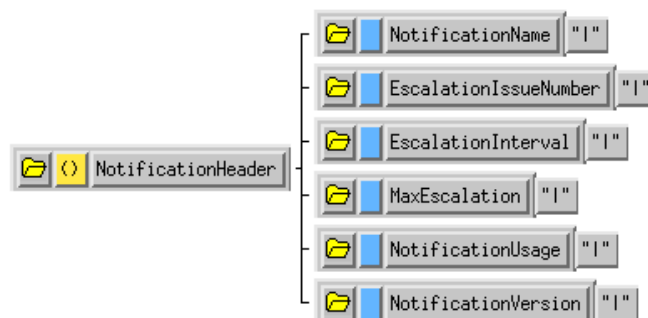 NotificationName "|"
EscalationIssueNumber "|"
EscalationInterval "|"
() NotificationHeader
MaxEscalation "|"
NotificationUsage "|"
NotificationVersion "|"